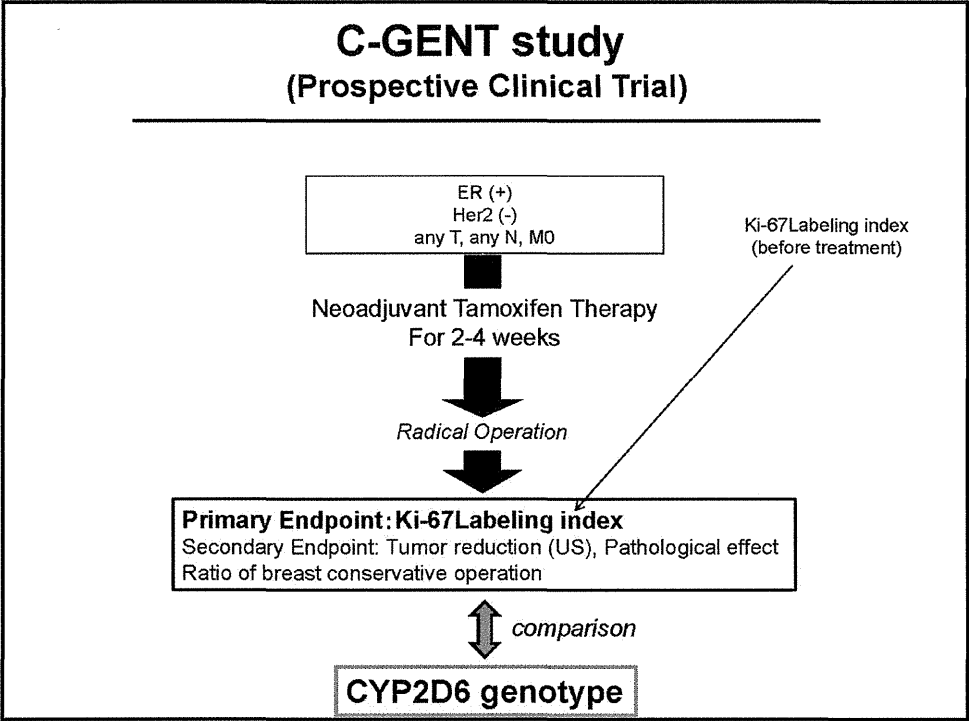 C-GENT study
(Prospective Clinical Trial)
ER (+)
Her2 (-)
any T, any N, M0
Ki-67Labeling index
(before treatment)
Neoadjuvant Tamoxifen Therapy
For 2-4 weeks
Radical Operation
Primary Endpoint:Ki-67Labeling index
Secondary Endpoint: Tumor reduction (US), Pathological effect
Ratio of breast conservative operation
comparison
CYP2D6 genotype